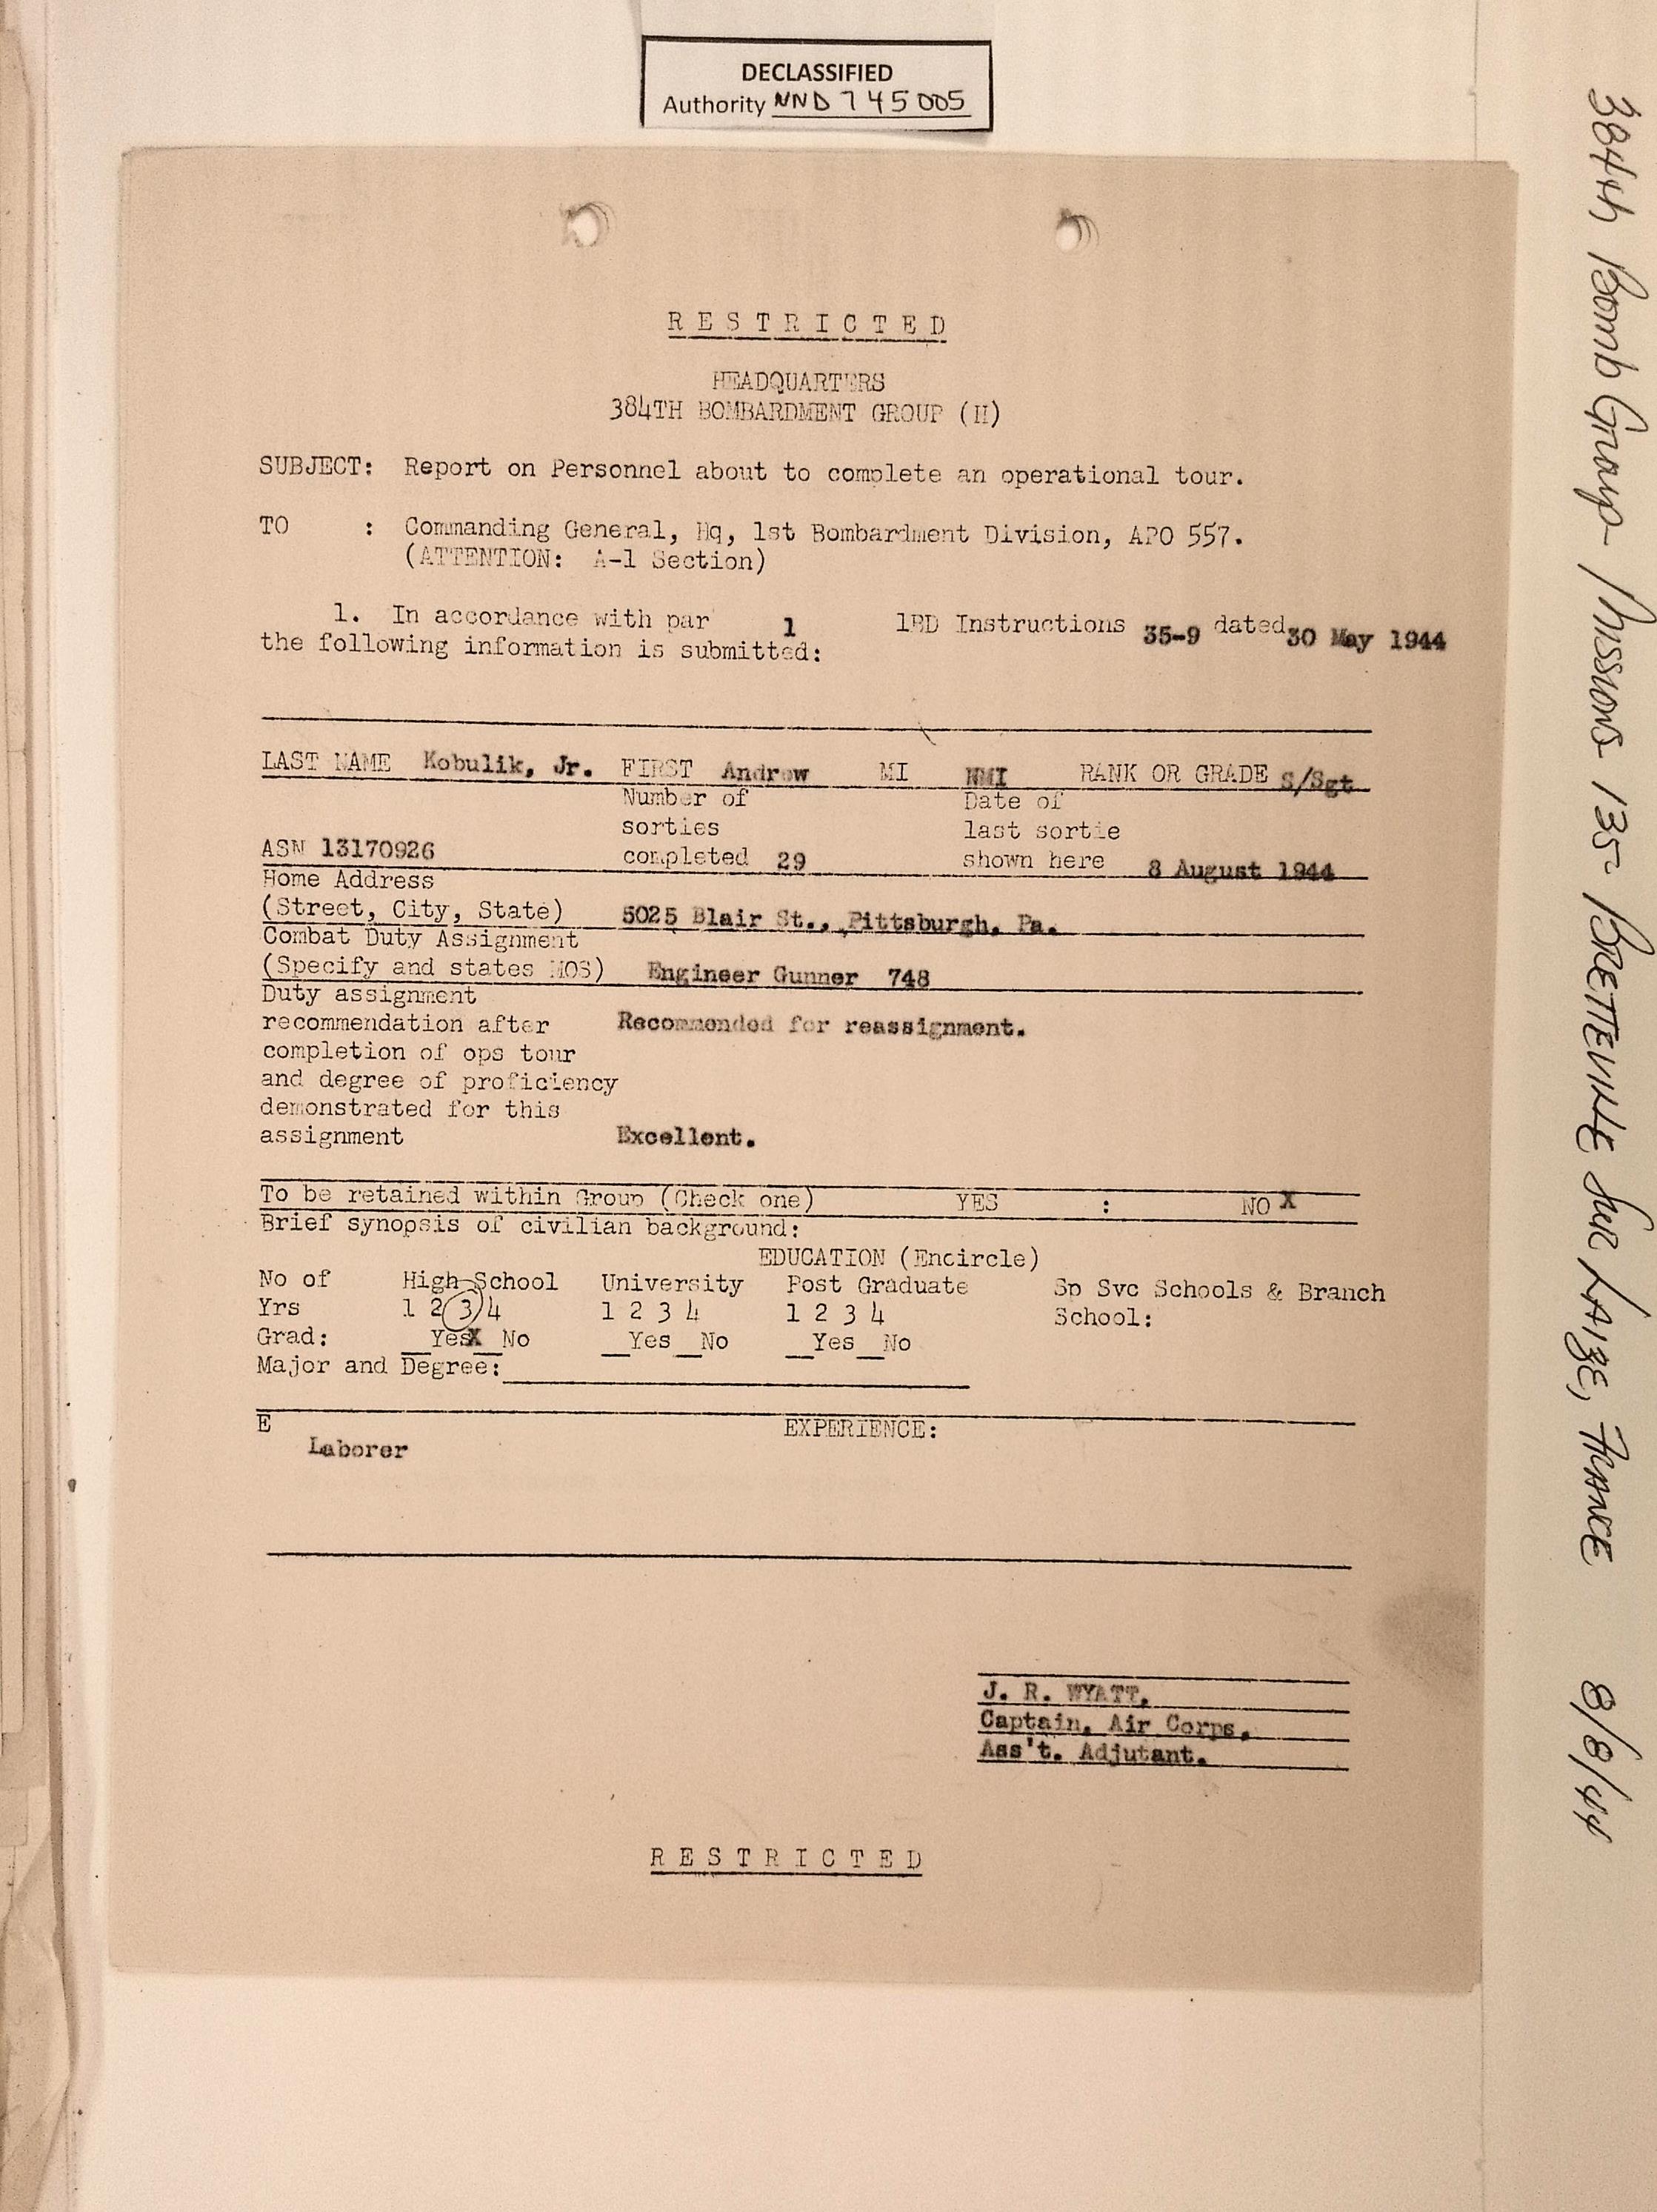 DECLASSIFIED
Authority NND 745005
R E S T R I C T E D
HEADQUARTERS
384TH BOMBARDMENT GROUP (H)
SUBJECT: Report on Personnel about to complete an operational tour.
TO : Commanding General, Hq, 1st Bombardment Division, APO 557.
(ATTENTION: A-1 Section)
1. In accordance with par 1 1BD Instructions 35-9 dated 30 May 1944
the following information is submitted:
LAST NAME Kobulik, Jr. FIRST Andrew MI NMI RANK OR GRADE S/Sgt
Number of Date of
sorties last sortie
ASN 13170926 completed 29 shown here 8 August 1944
Home Address
(Street, City, State) 5025 Blair St., Pittsburgh, Pa.
Combat Duty Assignment
(Specify and states MOS) Engineer Gunner 748
Duty assignment
recommendation after Recommended for reassignment.
completion of ops tour
and degree of proficiency
demonstrated for this
assignment Excellent.
To be retained within Group (Check one) YES : NO X
Brief synopsis of civilian background:
EDUCATION (Encircle)
No of High School University Post Graduate Sp Svc Schools & Branch
Yrs 1 2 3 4 1 2 3 4 1 2 3 4 School:
Grad: __YesX_No __Yes__No __Yes__No
Major and Degree:
E EXPERIENCE:
Laborer
J. R. WYATT,
Captain, Air Corps,
Ass't. Adjutant.
R E S T R I C T E D
384th Bomb Group - Missions - 135- BRETTEVILLE Sur LAIZE, FRANCE 8/8/44